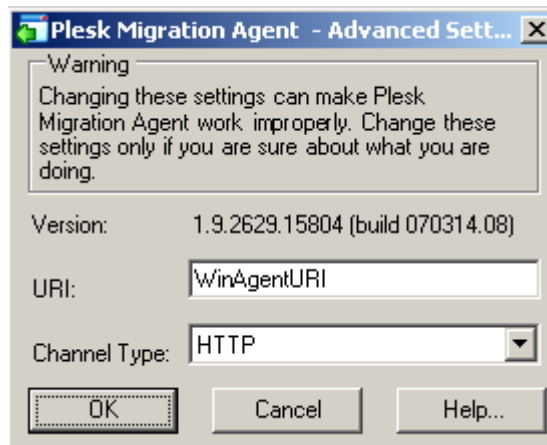 Plesk Migration Agent - Advanced Sett...
Warning
Changing these settings can make Plesk
Migration Agent work improperly. Change these
settings only if you are sure about what you are
doing.
Version: 1.9.2629.15804 (build 070314.08)
URI: WinAgentURI
Channel Type: HTTP
OK Cancel Help...